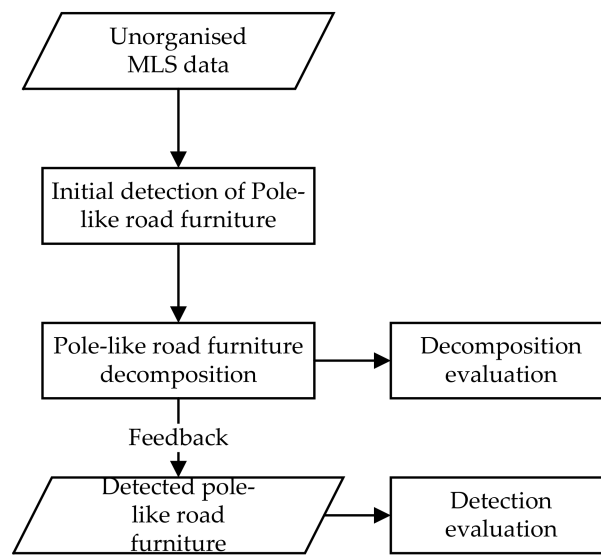 Unorganised
MLS data
Initial detection of Pole-
like road furniture
Pole-like road furniture
decomposition
Decomposition
evaluation
Feedback
Detected pole-
like road
furniture
Detection
evaluation